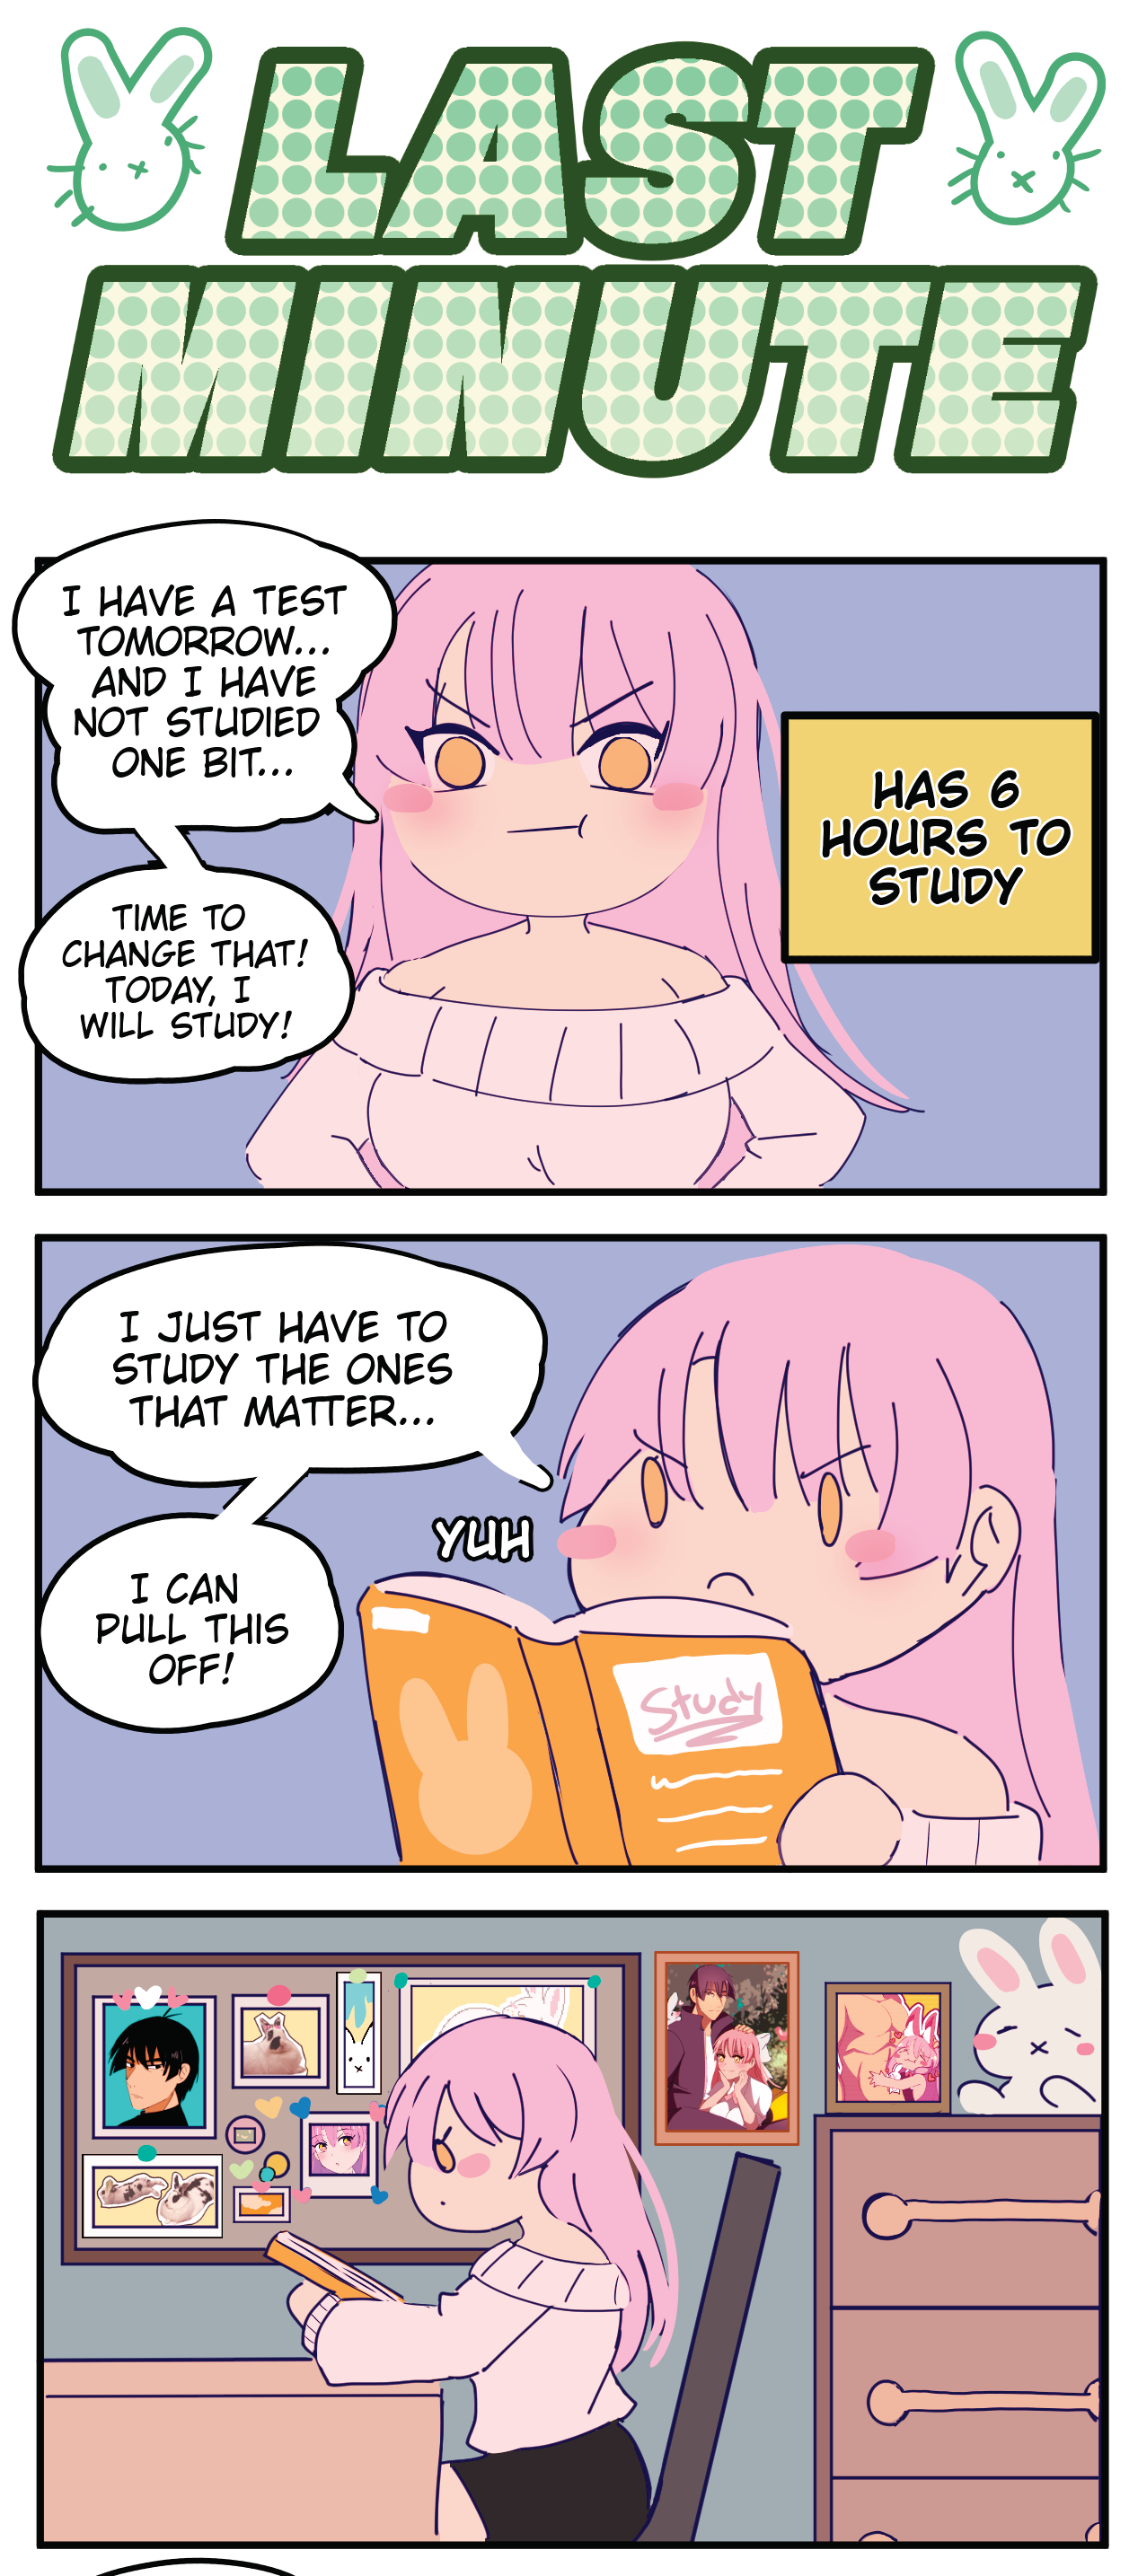 LAST
MINUTE
I HAVE A TEST
TOMORROW...
AND I HAVE
NOT STUDIED
ONE BIT...
HAS 6
HOURS TO
STUDY
TIME TO
CHANGE THAT!
TODAY, I
WILL STUDY!
I JUST HAVE TO
STUDY THE ONES
THAT MATTER...
YUH
I CAN
PULL THIS
OFF!
Study